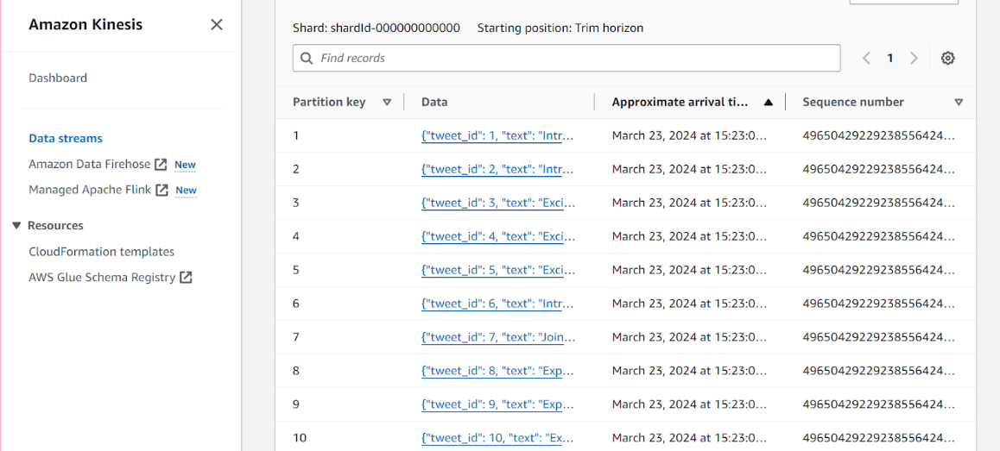 Amazon Kinesis
Dashboard
Data streams
Amazon Data Firehose New
Managed Apache Flink New
Resources
CloudFormation templates
AWS Glue Schema Registry
Shard: shardId-000000000000 Starting position: Trim horizon
Find records
1
Partition key Data Approximate arrival ti... Sequence number
1 {"tweet_id": 1, "text": "Intr... March 23, 2024 at 15:23:0... 49650429229238556424...
2 {"tweet_id": 2, "text": "Intr... March 23, 2024 at 15:23:0... 49650429229238556424...
3 {"tweet_id": 3, "text": "Exci... March 23, 2024 at 15:23:0... 49650429229238556424...
4 {"tweet_id": 4, "text": "Exci... March 23, 2024 at 15:23:0... 49650429229238556424...
5 {"tweet_id": 5, "text": "Exci... March 23, 2024 at 15:23:0... 49650429229238556424...
6 {"tweet_id": 6, "text": "Intr... March 23, 2024 at 15:23:0... 49650429229238556424...
7 {"tweet_id": 7, "text": "Join... March 23, 2024 at 15:23:0... 49650429229238556424...
8 {"tweet_id": 8, "text": "Exp... March 23, 2024 at 15:23:0... 49650429229238556424...
9 {"tweet_id": 9, "text": "Exp... March 23, 2024 at 15:23:0... 49650429229238556424...
10 {"tweet_id": 10, "text": "Ex... March 23, 2024 at 15:23:0... 49650429229238556424...